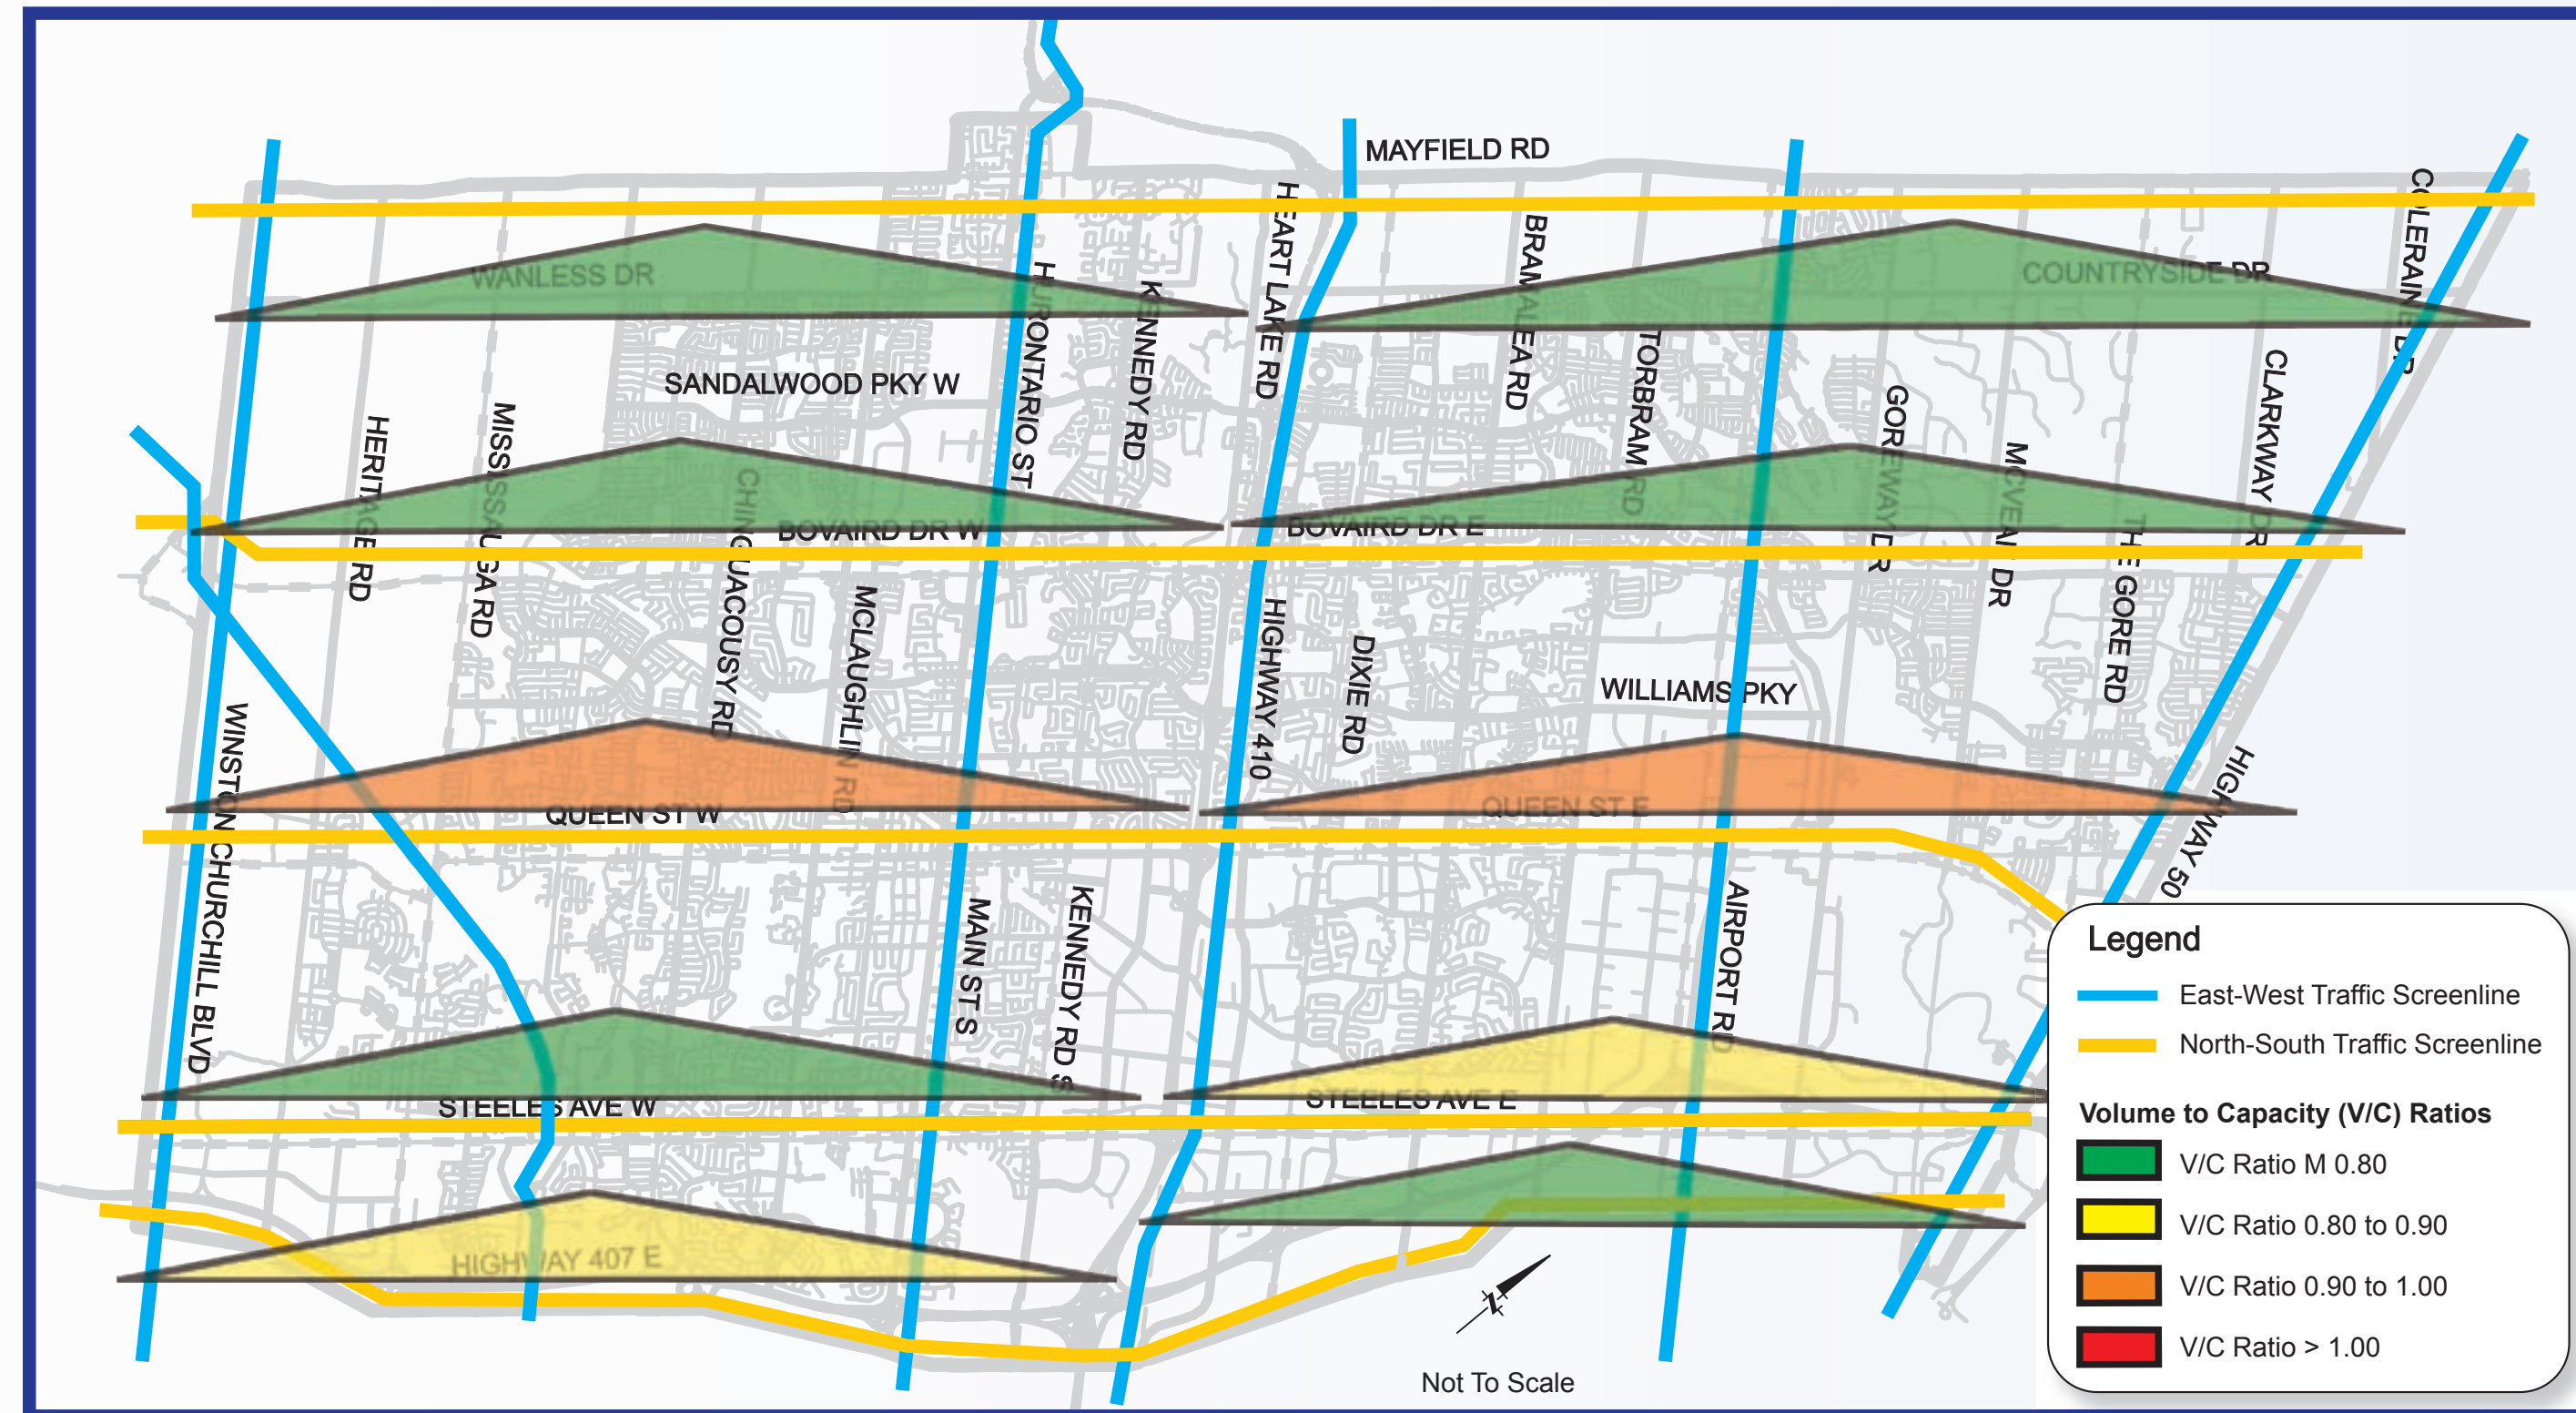 MAYFIELD RD
WANLESS DR
COUNTRYSIDE DR
SANDALWOOD PKY W
HURONTARIO ST
KENNEDY RD
HEART LAKE RD
BRAMALEA RD
TORBRAM RD
GOREWAY DR
MCVEAN DR
THE GORE RD
CLARKWAY DR
COLERAINE DR
HERITAGE RD
MISSISSAUGA RD
CHINGUACOUSY RD
MCLAUGHLIN RD
BOVAIRD DR W
BOVAIRD DR E
HIGHWAY 410
DIXIE RD
WILLIAMS PKY
WINSTON CHURCHILL BLVD
QUEEN ST W
QUEEN ST E
HIGHWAY 50
MAIN ST S
KENNEDY RD S
AIRPORT RD
STEELES AVE W
STEELES AVE E
HIGHWAY 407 E
N
Not To Scale
Legend
East-West Traffic Screenline
North-South Traffic Screenline
Volume to Capacity (V/C) Ratios
V/C Ratio M 0.80
V/C Ratio 0.80 to 0.90
V/C Ratio 0.90 to 1.00
V/C Ratio > 1.00